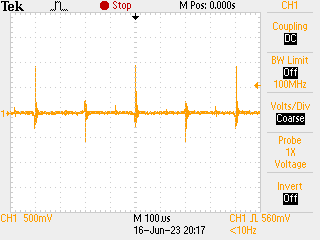 Tek Stop M Pos: 0.000s CH1
Coupling
DC
BW Limit
Off
100MHz
Volts/Div
Coarse
Probe
1X
Voltage
Invert
Off
1
CH1 500mV M 100µs CH1 560mV
16-Jun-23 20:17 <10Hz